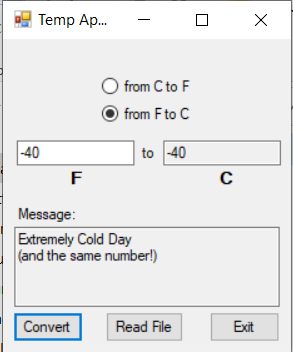 Temp Ap...
from C to F
from F to C
-40 to -40
F C
Message:
Extremely Cold Day
(and the same number!)
Convert Read File Exit